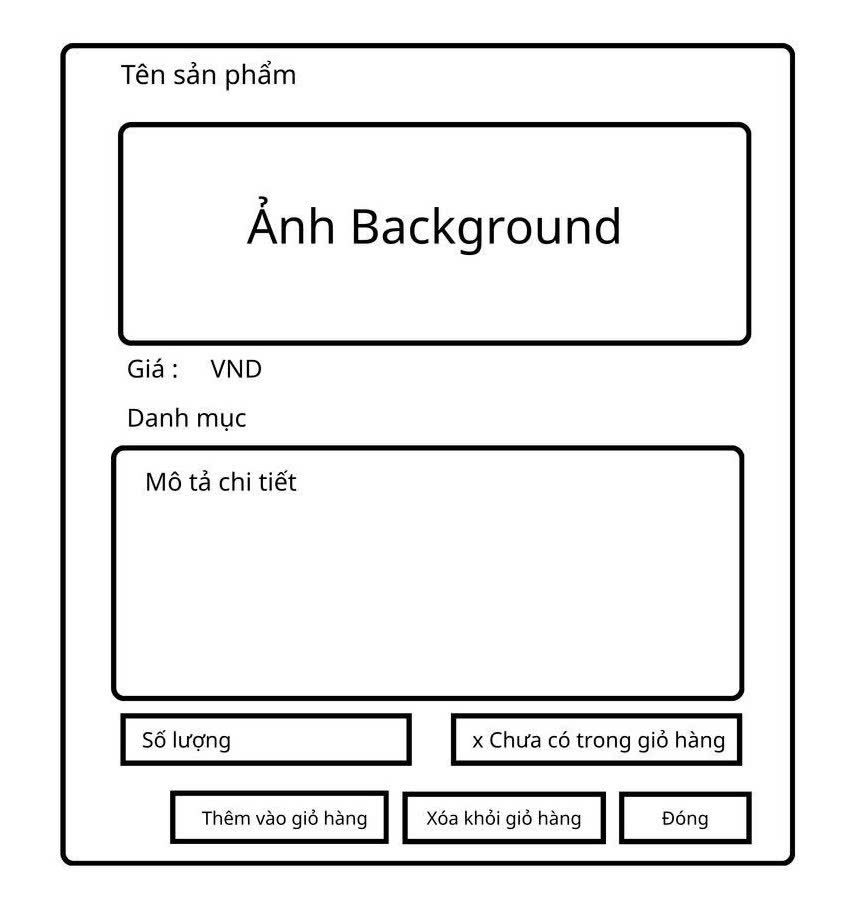 Tên sản phẩm
Ảnh Background
Giá : VND
Danh mục
Mô tả chi tiết
Số lượng
x Chưa có trong giỏ hàng
Thêm vào giỏ hàng
Xóa khỏi giỏ hàng
Đóng